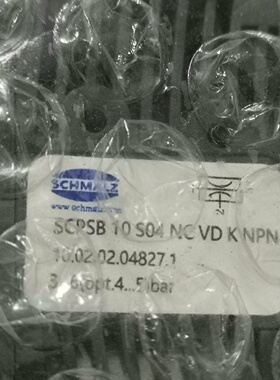 SCHMALZ
www.schmalz.com
SCPSB 10 S04 NC VD K NPN
10.02.02.04827.1
3...6(opt.4...5)bar
2